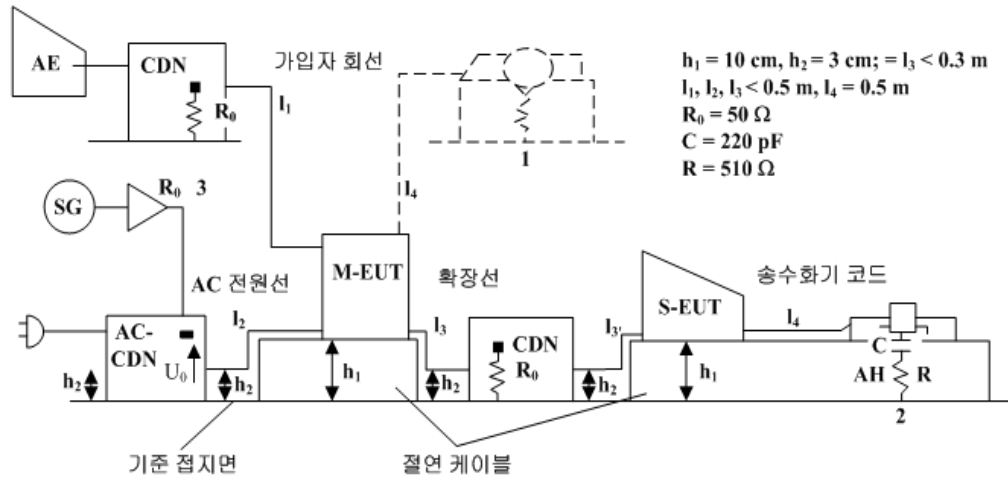 AE
CDN
R₀
가입자 회선
l₁
l₄
1
h₁ = 10 cm, h₂ = 3 cm; = l₃ < 0.3 m
l₁, l₂, l₃ < 0.5 m, l₄ = 0.5 m
R₀ = 50 Ω
C = 220 pF
R = 510 Ω
SG
R₀ 3
AC 전원선
M-EUT
확장선
S-EUT
송수화기 코드
AC-
CDN
U₀
h₂
l₂
h₂
h₁
l₃
h₂
CDN
R₀
l₃'
h₂
h₁
l₄
C
AH
R
2
기준 접지면
절연 케이블